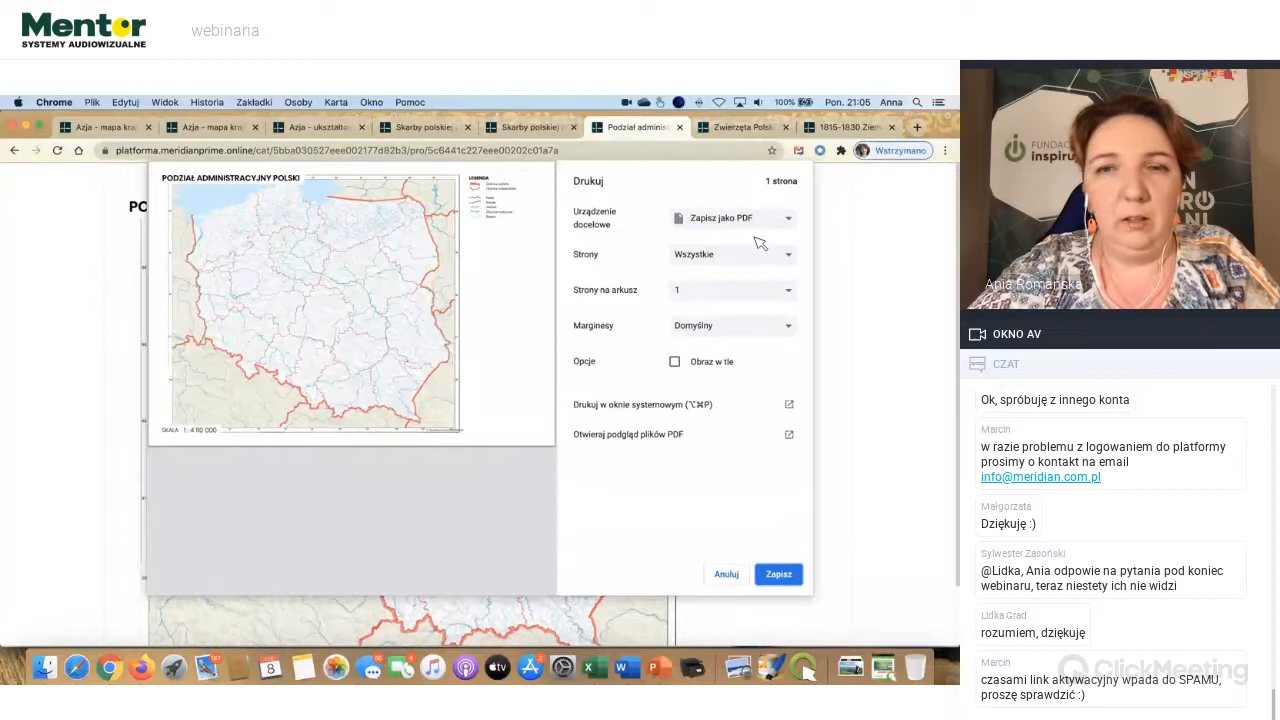 Mentor
SYSTEMY AUDIOWIZUALNE
webinaria
Chrome Plik Edytuj Widok Historia Zakładki Osoby Karta Okno Pomoc
100% Pon. 21:05 Anna
Azja - mapa kraj
Azja - mapa kraj
Azja - ukształto
Skarby polskiej
Skarby polskiej
Podział adminis
Zwierzęta Polski
1815-1830 Ziem
platforma.meridianprime.online/cat/5bba030527eee002177d82b3/pro/5c6441c227eee00202c01a7a
Wstrzymano
PO
PODZIAŁ ADMINISTRACYJNY POLSKI
LEGENDA
Drukuj
1 strona
Urządzenie
docelowe
Zapisz jako PDF
Strony
Wszystkie
Strony na arkusz
1
Marginesy
Domyślny
Opcje
Obraz w tle
Drukuj w oknie systemowym (⌥⌘P)
Otwieraj podgląd plików PDF
SKALA
Anuluj
Zapisz
FUNDAC
inspiru
Ania Romańska
OKNO AV
CZAT
Ok, spróbuję z innego konta
Marcin
w razie problemu z logowaniem do platformy
prosimy o kontakt na email
info@meridian.com.pl
Małgorzata
Dziękuję :)
Sylwester Zasoński
@Lidka, Ania odpowie na pytania pod koniec
webinaru, teraz niestety ich nie widzi
Lidka Grad
rozumiem, dziękuję
Marcin
czasami link aktywacyjny wpada do SPAMU,
proszę sprawdzić :)
ClickMeeting